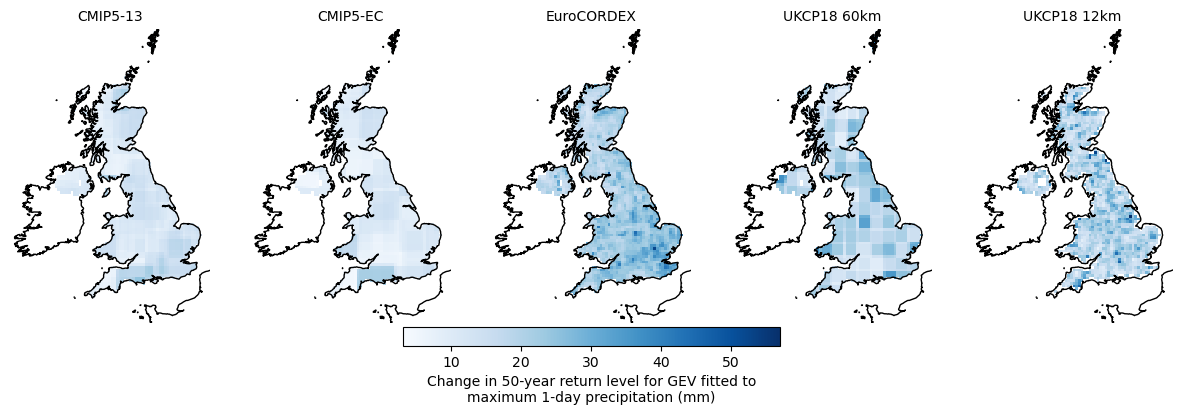 CMIP5-13
CMIP5-EC
EuroCORDEX
UKCP18 60km
UKCP18 12km
10 20 30 40 50
Change in 50-year return level for GEV fitted to
maximum 1-day precipitation (mm)